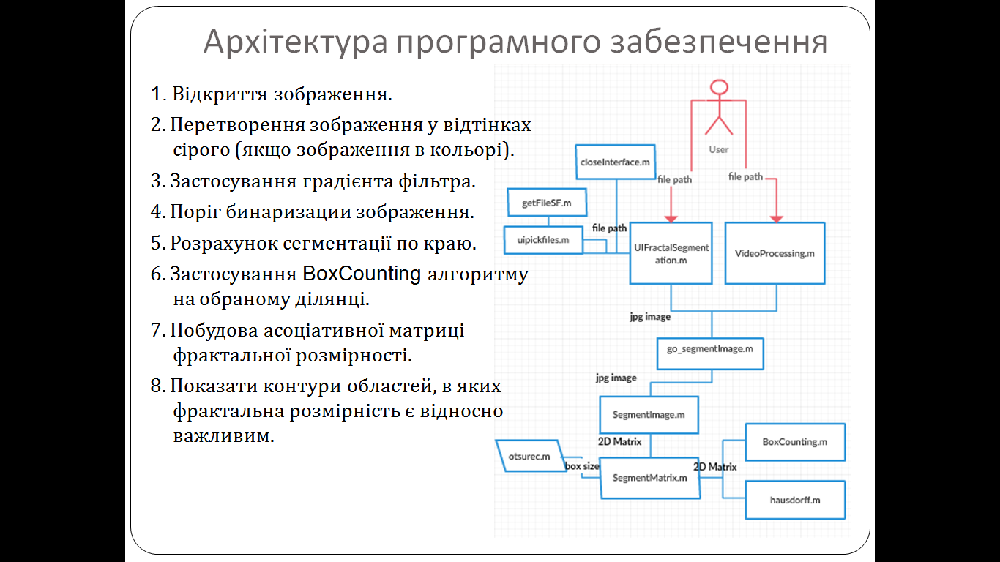 Архітектура програмного забезпечення
1. Відкриття зображення.
2. Перетворення зображення у відтінках
сірого (якщо зображення в кольорі).
3. Застосування градієнта фільтра.
4. Поріг бинаризации зображення.
5. Розрахунок сегментації по краю.
6. Застосування BoxCounting алгоритму
на обраному ділянці.
7. Побудова асоціативної матриці
фрактальної розмірності.
8. Показати контури областей, в яких
фрактальна розмірність є відносно
важливим.
User
closeInterface.m
file path
file path
getFileSF.m
file path
uipickfiles.m
UIFractalSegment
ation.m
VideoProcessing.m
jpg image
go_segmentImage.m
jpg image
SegmentImage.m
2D Matrix
BoxCounting.m
otsurec.m
box size
SegmentMatrix.m
2D Matrix
hausdorff.m